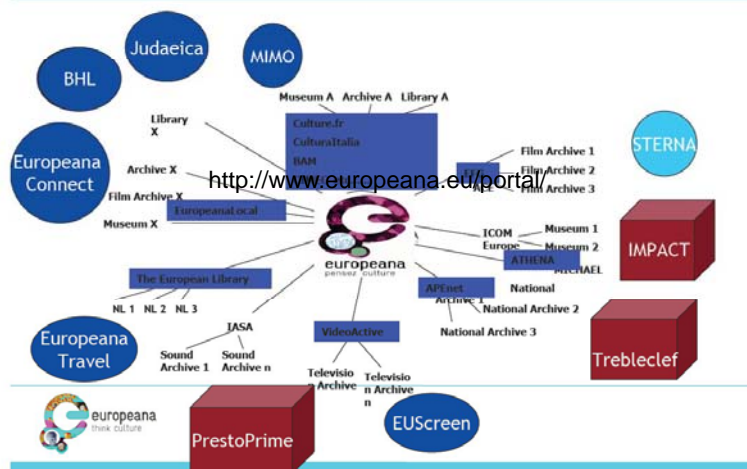 Judaeica
MIMO
BHL
Museum A Archive A Library A
Library
X
Culture.fr
CulturaItalia
BAM
Film Archive 1
Film Archive 2
Film Archive 3
STERNA
Europeana
Connect
Archive X
http://www.europeana.eu/portal/
Film Archive X
EuropeanaLocal
Museum X
ICOM
Europe
Museum 1
Museum 2
ATHENA
MICHAEL
IMPACT
europeana
pensez culture
The European Library
APEnet
National
Archive 1
NL 1 NL 2 NL 3
National Archive 2
National Archive 3
IASA
VideoActive
Europeana
Travel
Sound
Archive 1
Sound
Archive n
Televisio
n Archive
Televisio
n Archive
n
Trebleclef
europeana
think culture
PrestoPrime
EUScreen